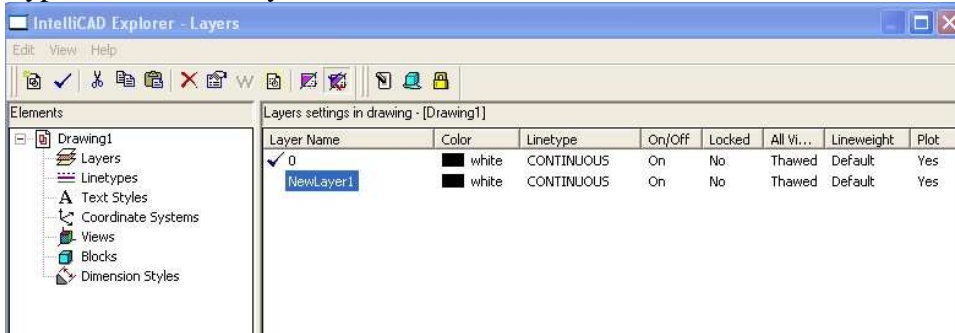 IntelliCAD Explorer - Layers
Edit View Help
Elements
Layers settings in drawing - [Drawing1]
Drawing1
Layers
Linetypes
A Text Styles
Coordinate Systems
Views
Blocks
Dimension Styles
Layer Name Color Linetype On/Off Locked All Vi... Lineweight Plot
0 white CONTINUOUS On No Thawed Default Yes
NewLayer1 white CONTINUOUS On No Thawed Default Yes